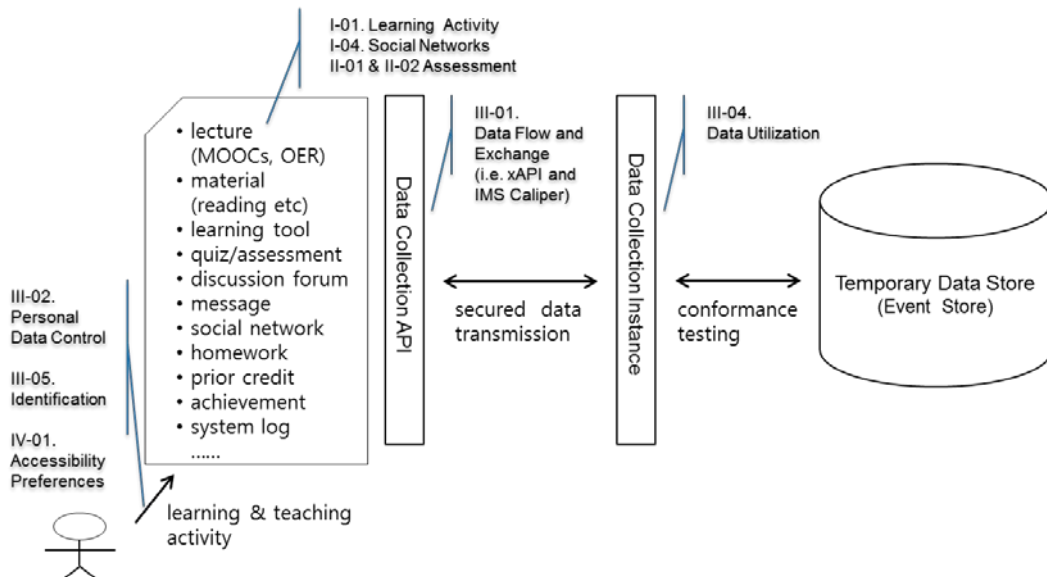 I-01. Learning Activity
I-04. Social Networks
II-01 & II-02 Assessment
• lecture
(MOOCs, OER)
• material
(reading etc)
• learning tool
• quiz/assessment
• discussion forum
• message
• social network
• homework
• prior credit
• achievement
• system log
......
III-02.
Personal
Data Control
III-05.
Identification
IV-01.
Accessibility
Preferences
learning & teaching
activity
Data Collection API
III-01.
Data Flow and
Exchange
(i.e. xAPI and
IMS Caliper)
secured data
transmission
Data Collection Instance
III-04.
Data Utilization
conformance
testing
Temporary Data Store
(Event Store)